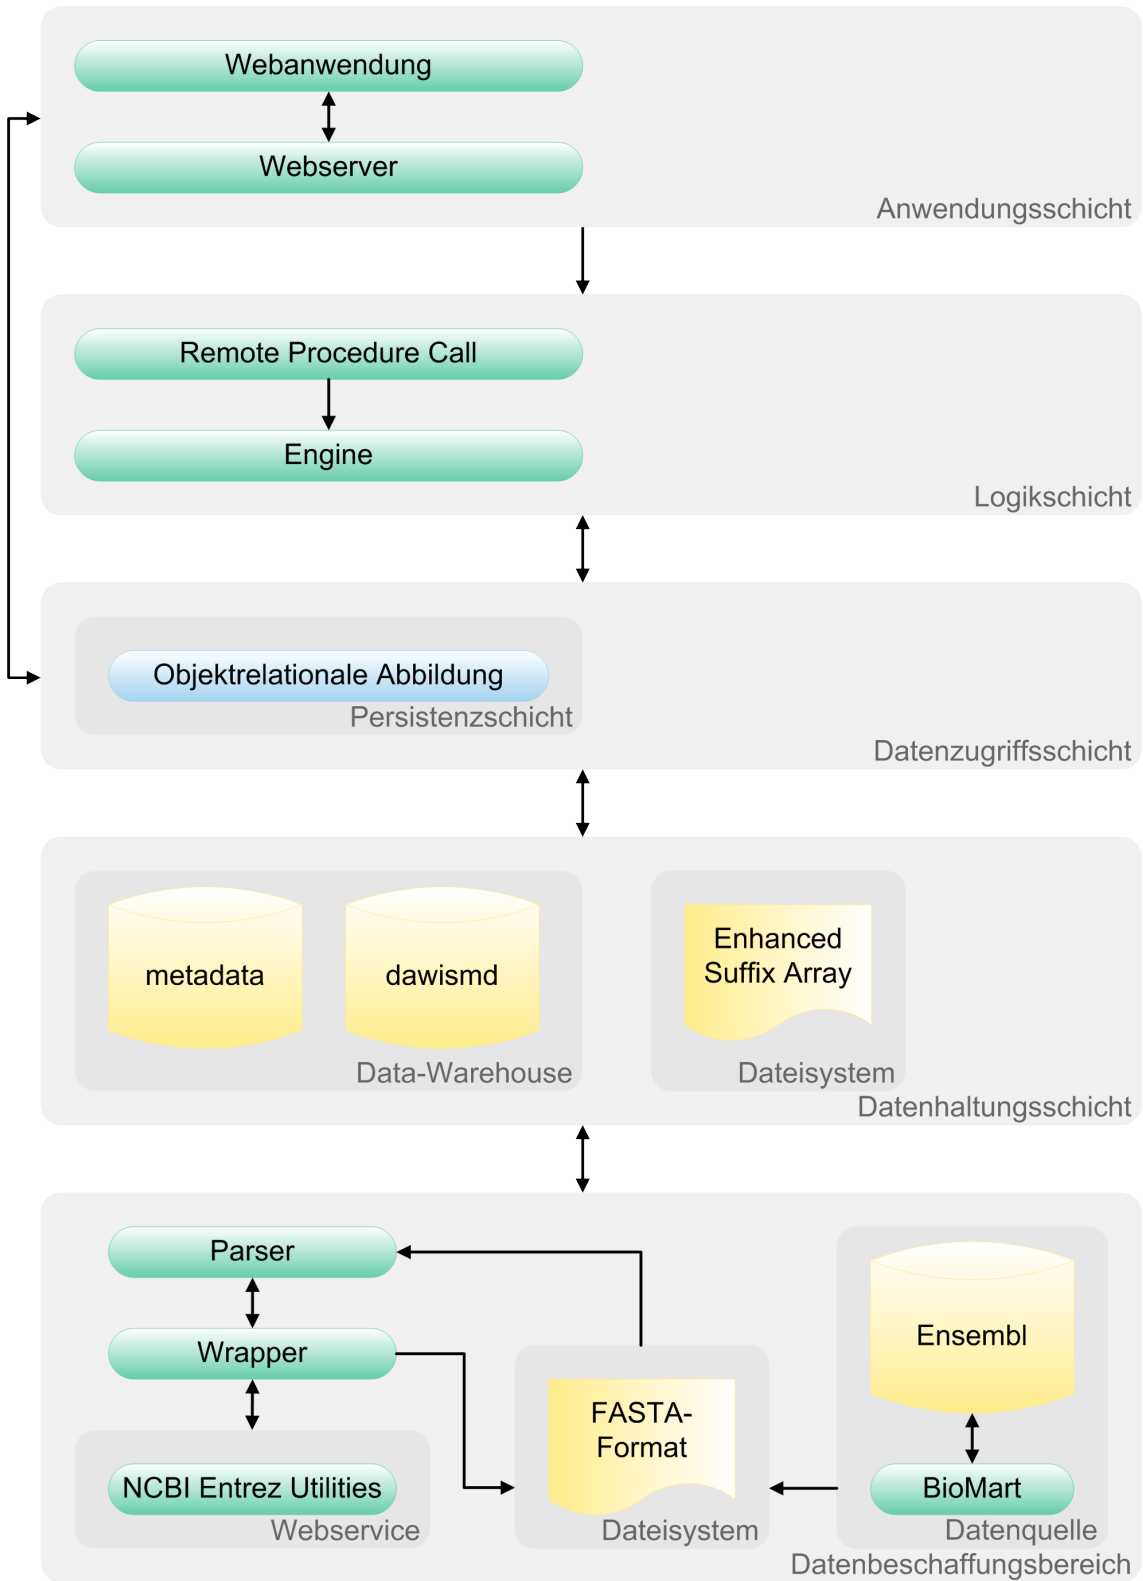 Webanwendung
Webserver
Anwendungsschicht
Remote Procedure Call
Engine
Logikschicht
Objektrelationale Abbildung
Persistenzschicht
Datenzugriffsschicht
metadata
dawismd
Data-Warehouse
Enhanced
Suffix Array
Dateisystem
Datenhaltungsschicht
Parser
Wrapper
NCBI Entrez Utilities
Webservice
FASTA-
Format
Dateisystem
Ensembl
BioMart
Datenquelle
Datenbeschaffungsbereich